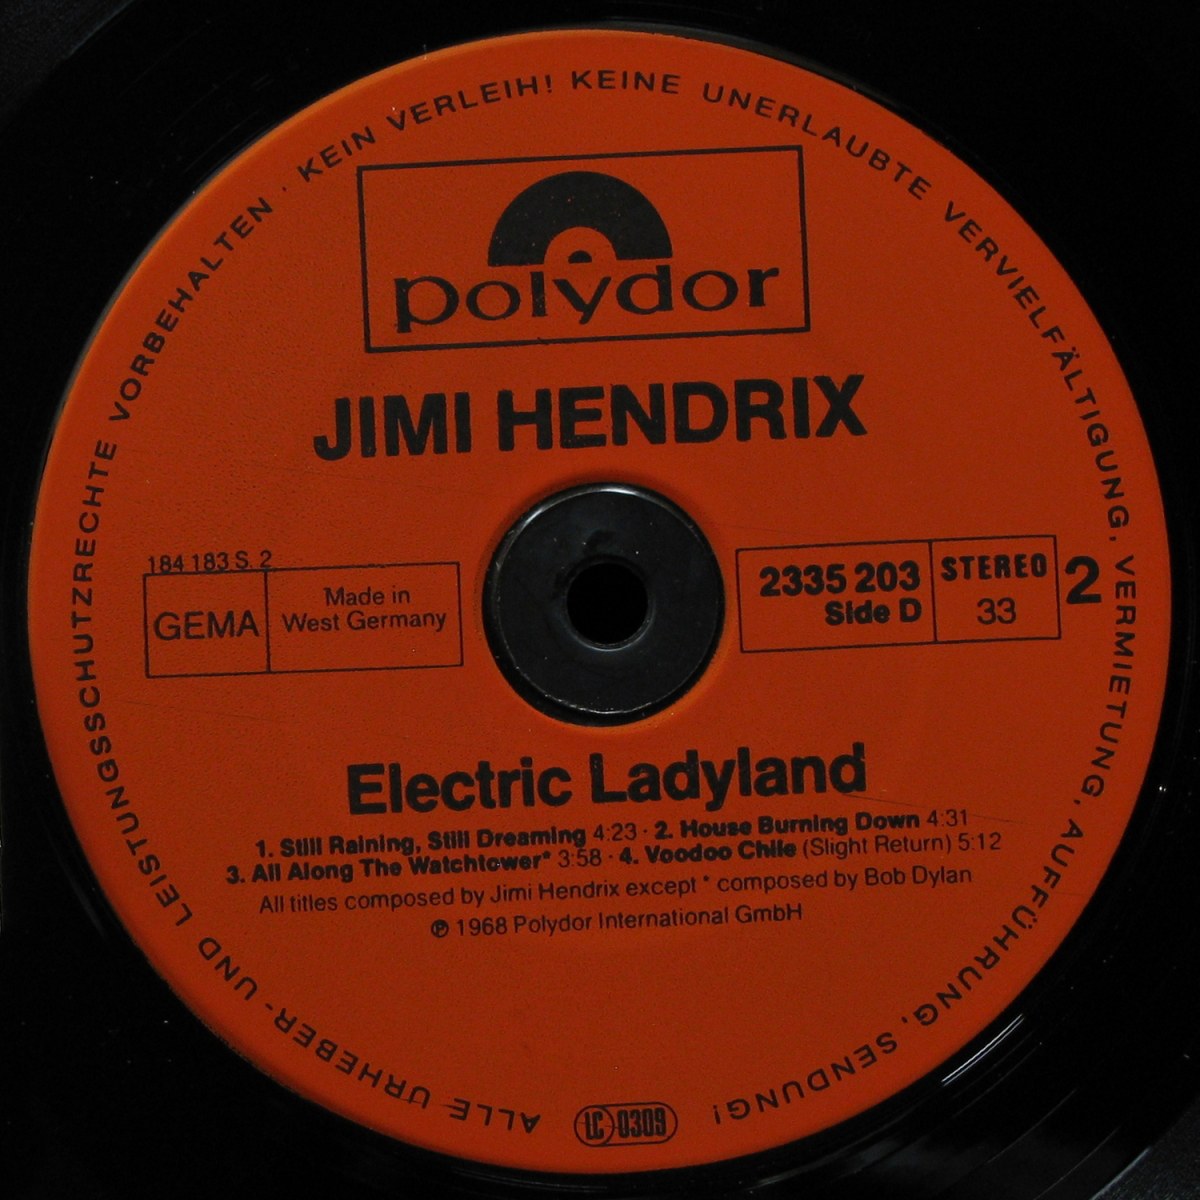 ALLE URHEBER- UND LEISTUNGSSCHUTZRECHTE VORBEHALTEN · KEIN VERLEIH! KEINE UNERLAUBTE VERVIELFÄLTIGUNG, VERMIETUNG, AUFFÜHRUNG, SENDUNG!
polydor
JIMI HENDRIX
184 183 S. 2
GEMA
Made in
West Germany
2335 203
Side D
STEREO
33
2
Electric Ladyland
1. Still Raining, Still Dreaming 4:23 · 2. House Burning Down 4:31
3. All Along The Watchtower* 3:58 · 4. Voodoo Chile (Slight Return) 5:12
All titles composed by Jimi Hendrix except * composed by Bob Dylan
℗ 1968 Polydor International GmbH
LC 0309